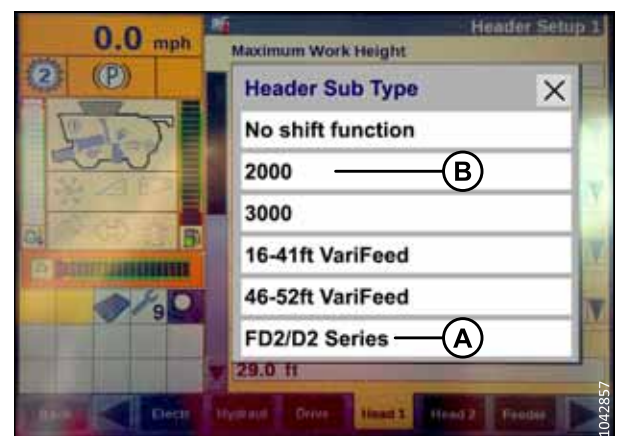 0.0 mph
Header Setup 1
Maximum Work Height
2
P
Header Sub Type
No shift function
2000
B
3000
16-41ft VariFeed
46-52ft VariFeed
FD2/D2 Series
A
9
29.0 ft
Back
Electr
Hydraul
Drive
Head 1
Head 2
Feeder
1042857